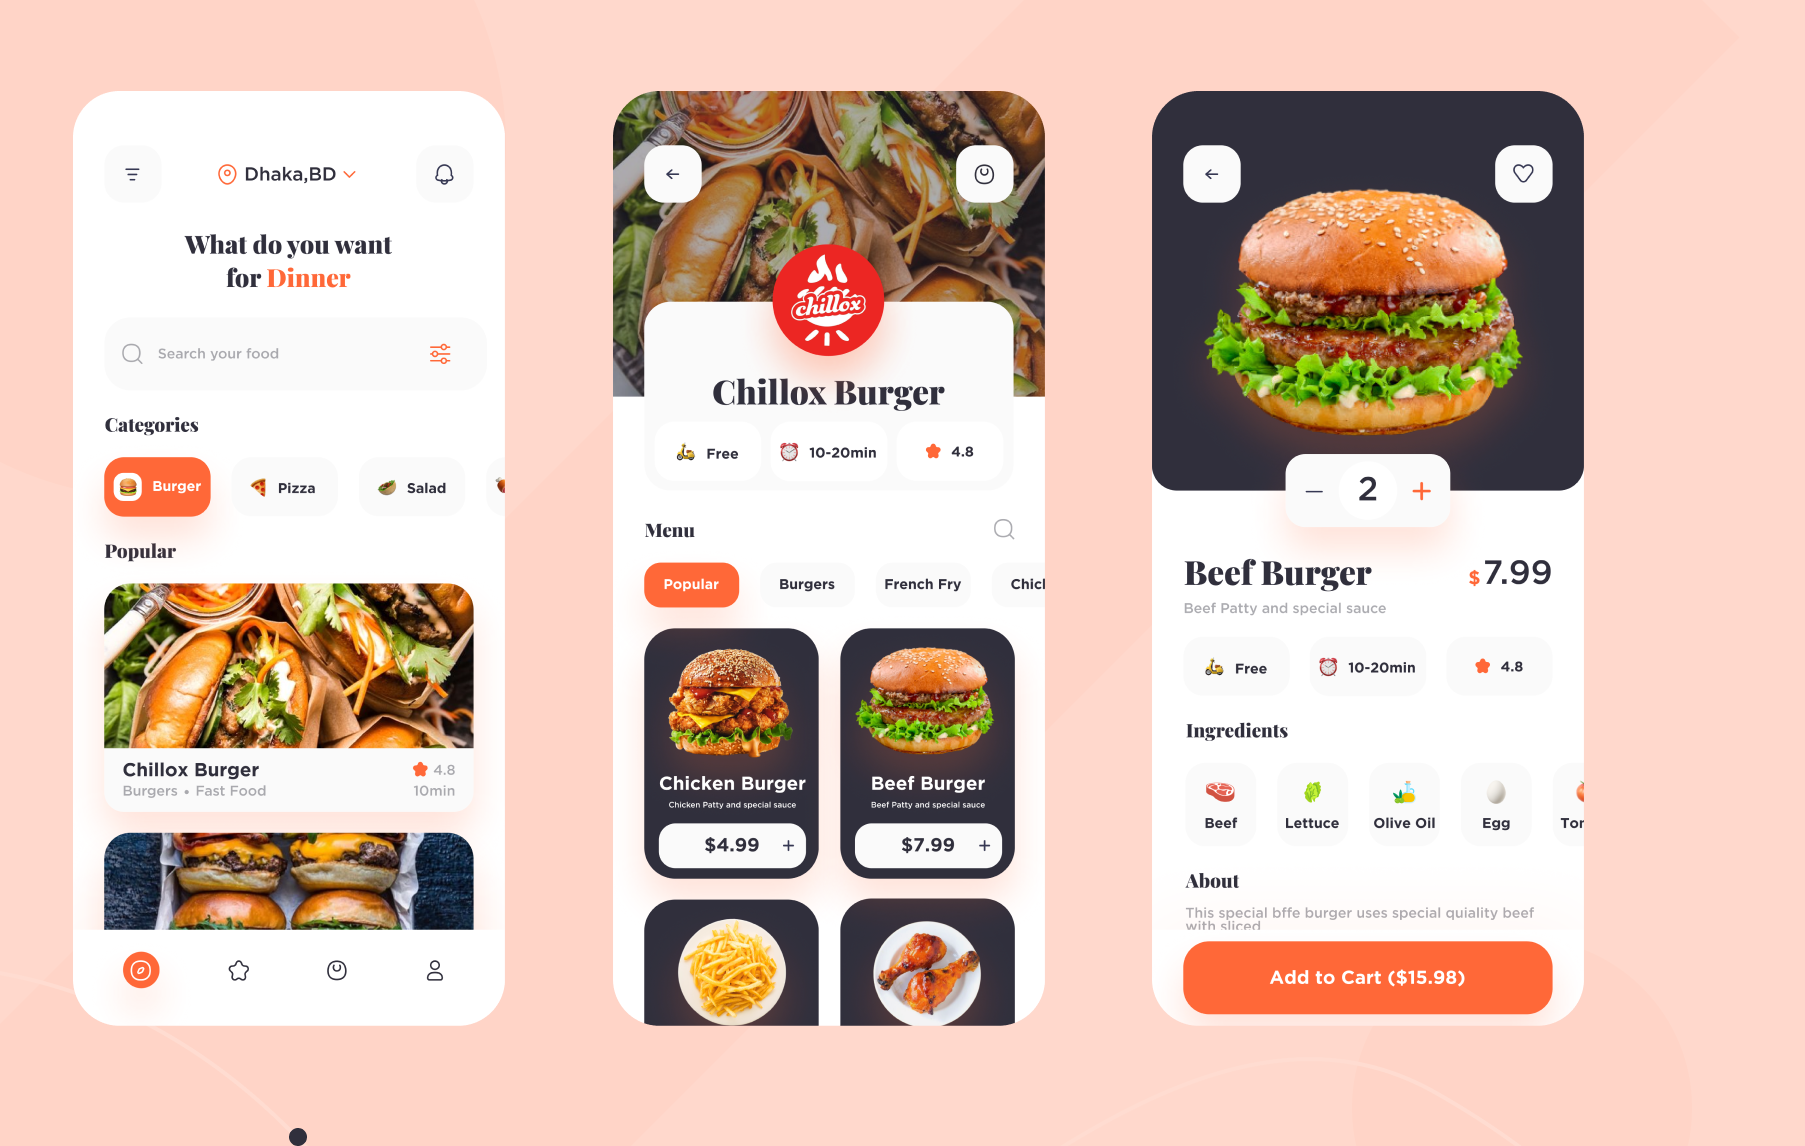 Dhaka,BD
What do you want
for Dinner
Search your food
Categories
Burger
Pizza
Salad
Popular
Chillox Burger
4.8
Burgers • Fast Food
10min
chillox
Chillox Burger
Free
10-20min
4.8
Menu
Popular
Burgers
French Fry
Chicken Burger
Chicken Patty and special sauce
$4.99 +
Beef Burger
Beef Patty and special sauce
$7.99 +
2
Beef Burger
$7.99
Beef Patty and special sauce
Free
10-20min
4.8
Ingredients
Beef
Lettuce
Olive Oil
Egg
About
This special bffe burger uses special quiality beef
with sliced
Add to Cart ($15.98)